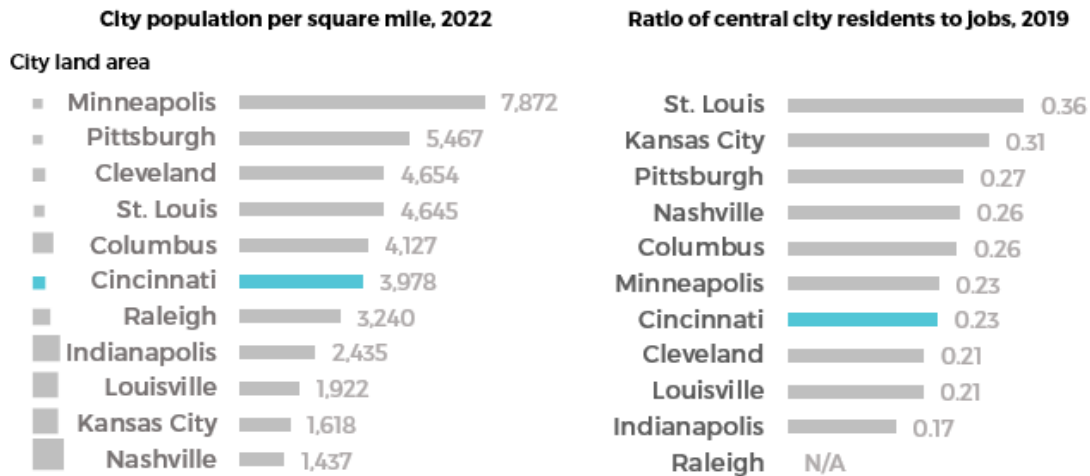 City population per square mile, 2022
City land area
Minneapolis 7,872
Pittsburgh 5,467
Cleveland 4,654
St. Louis 4,645
Columbus 4,127
Cincinnati 3,978
Raleigh 3,240
Indianapolis 2,435
Louisville 1,922
Kansas City 1,618
Nashville 1,437
Ratio of central city residents to jobs, 2019
St. Louis 0.36
Kansas City 0.31
Pittsburgh 0.27
Nashville 0.26
Columbus 0.26
Minneapolis 0.23
Cincinnati 0.23
Cleveland 0.21
Louisville 0.21
Indianapolis 0.17
Raleigh N/A